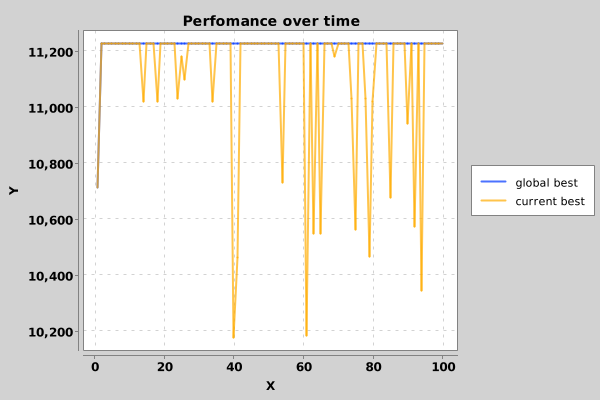 Perfomance over time
11,200
11,000
10,800
10,600
10,400
10,200
Y
0 20 40 60 80 100
X
global best
current best